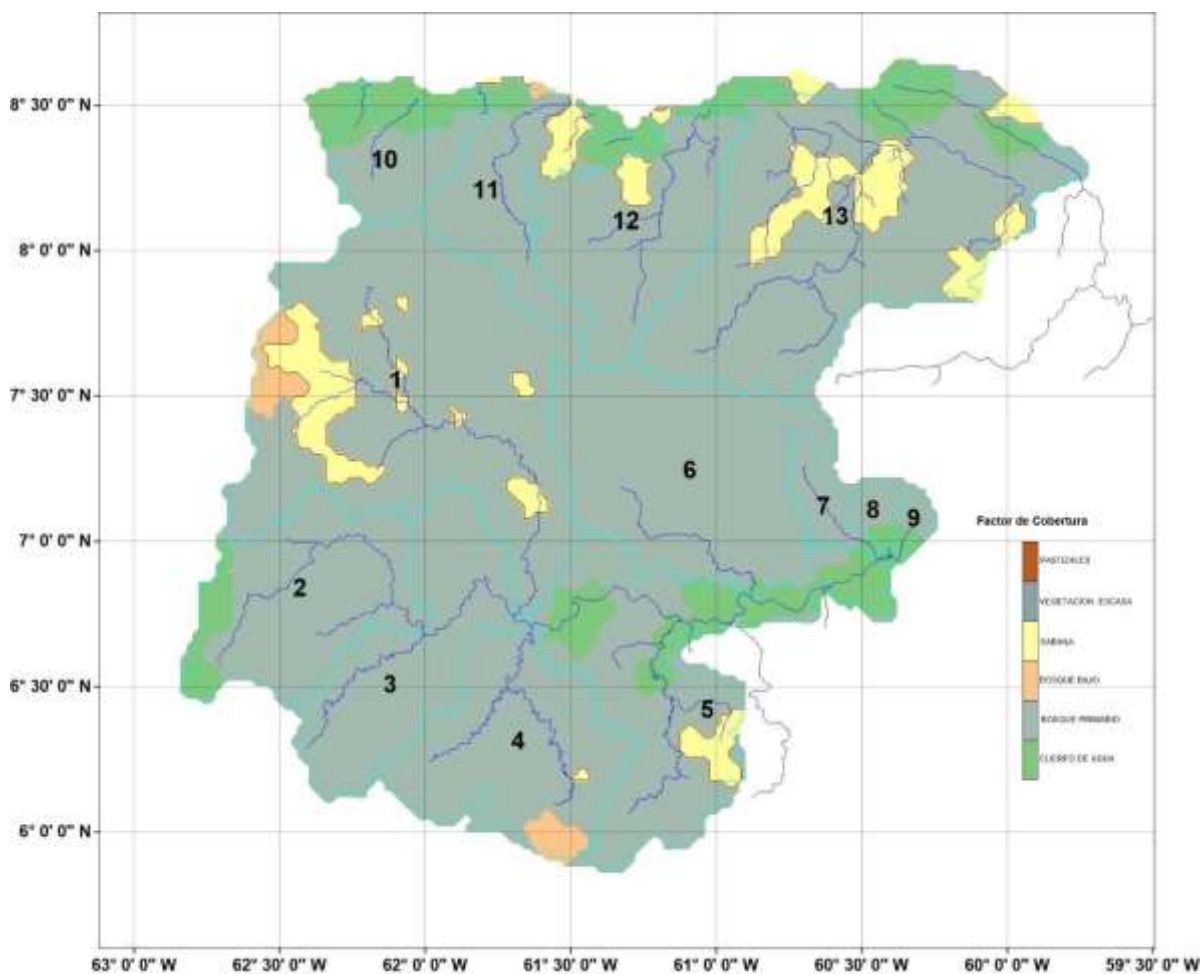 8° 30' 0"" N
10
11
12
13
8° 0' 0"" N
7° 30' 0"" N
1
6
7
8
9
7° 0' 0"" N
2
6° 30' 0"" N
3
4
5
6° 0' 0"" N
Factor de Cobertura
PASTIZALES
VEGETACION ESCASA
SABANA
BOSQUE BAJO
BOSQUE PRIMARIO
CUERPO DE AGUA
63° 0' 0"" W
62° 30' 0"" W
62° 0' 0"" W
61° 30' 0"" W
61° 0' 0"" W
60° 30' 0"" W
60° 0' 0"" W
59° 30' 0"" W